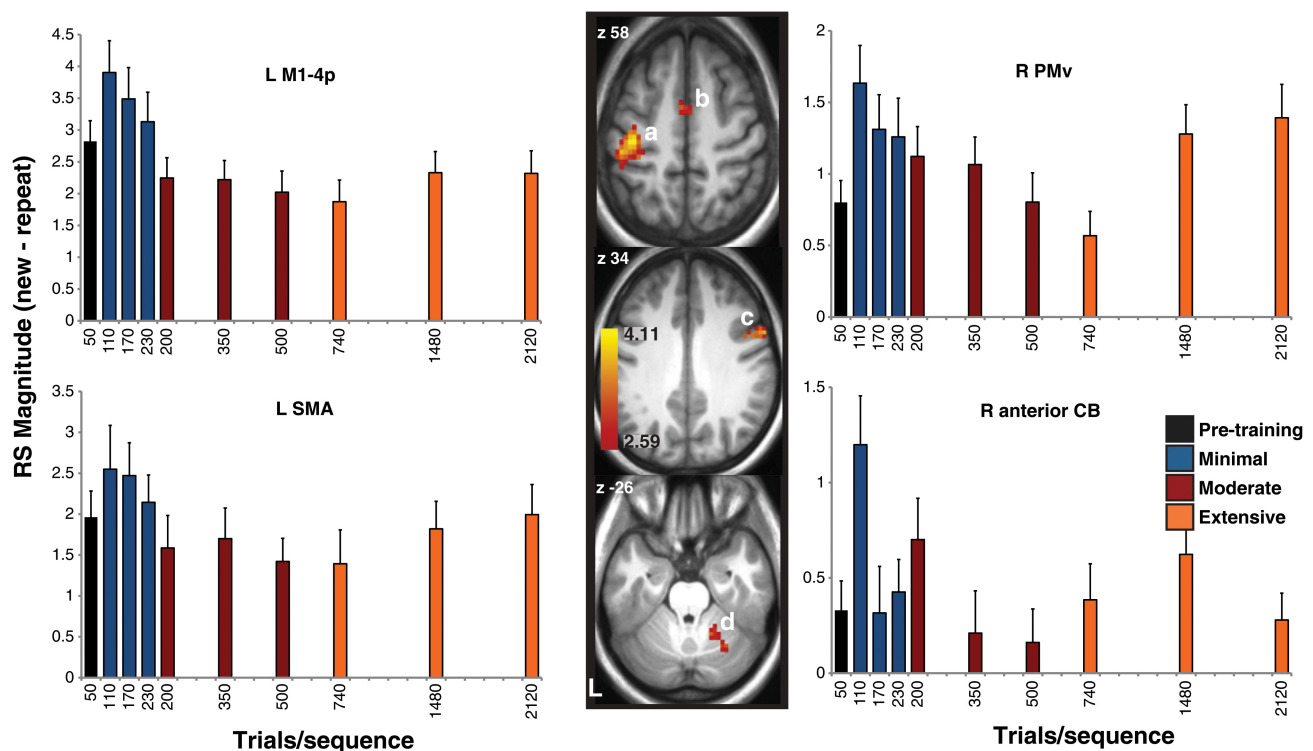 RS Magnitude (new - repeat)
L M1-4p
4.5
4
3.5
3
2.5
2
1.5
1
0.5
0
50 110 170 230 200 350 500 740 1480 2120
L SMA
3.5
3
2.5
2
1.5
1
0.5
0
50 110 170 230 200 350 500 740 1480 2120
Trials/sequence
z 58
a
b
z 34
c
4.11
2.59
z -26
d
L
R PMv
2
1.5
1
0.5
0
50 110 170 230 200 350 500 740 1480 2120
R anterior CB
1.5
1
0.5
0
Pre-training
Minimal
Moderate
Extensive
50 110 170 230 200 350 500 740 1480 2120
Trials/sequence